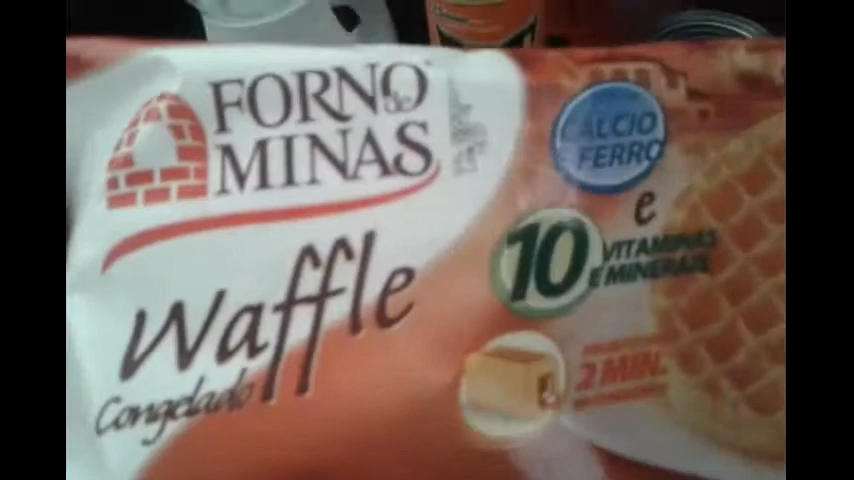 FORNO de
MINAS
Waffle
Congelado
CÁLCIO
E FERRO
e
10
VITAMINAS
E MINERAIS
2 MIN.